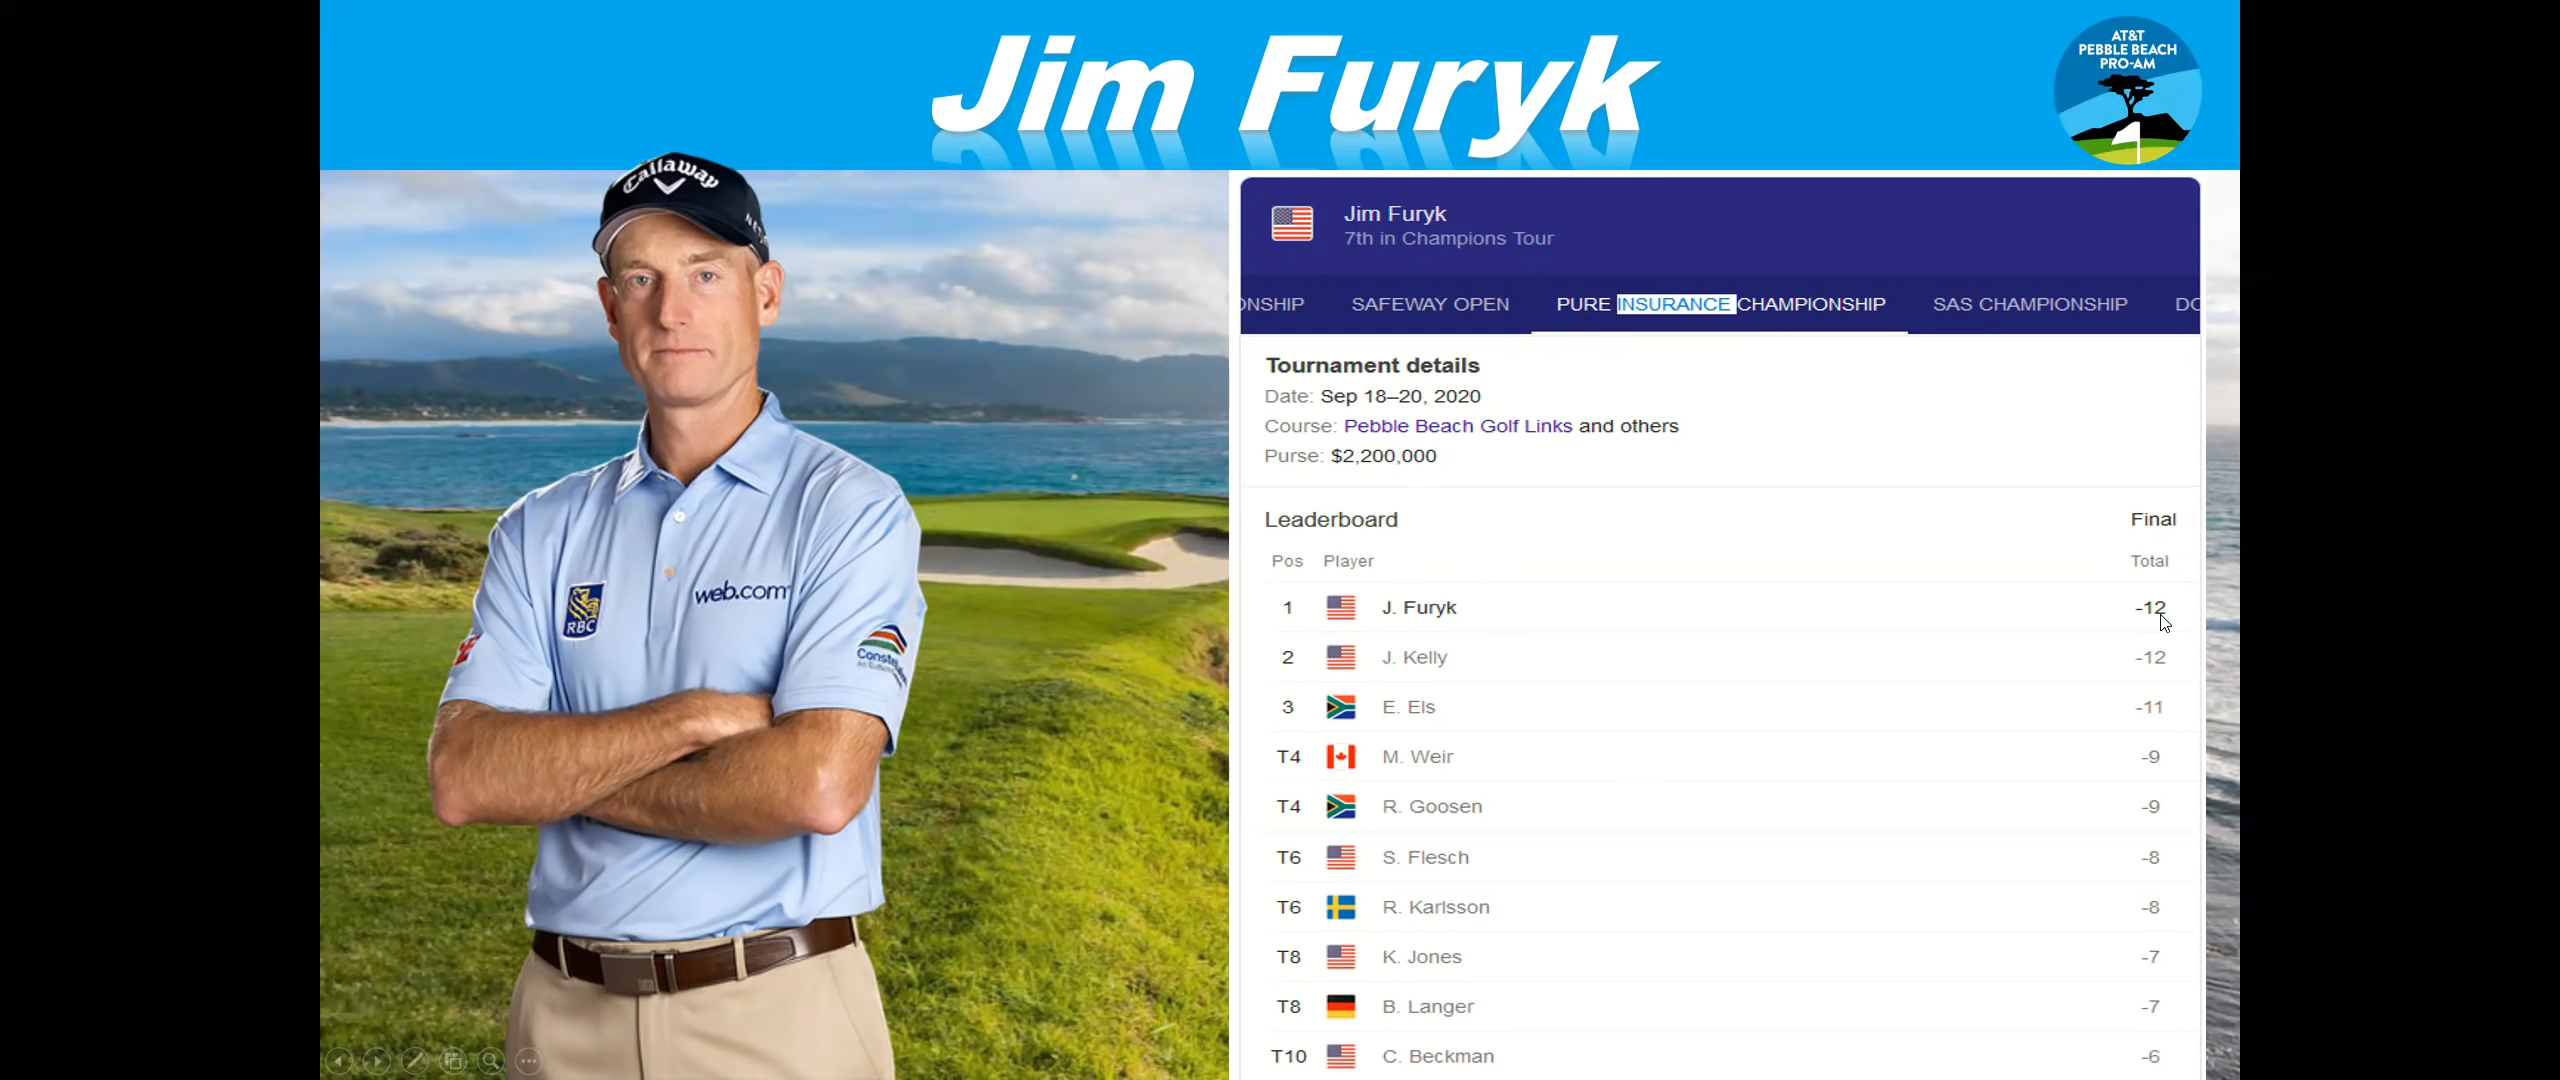 Jim Furyk
AT&T
PEBBLE BEACH
PRO-AM
Callaway
RBC
web.com
Jim Furyk
7th in Champions Tour
ONSHIP SAFEWAY OPEN PURE INSURANCE CHAMPIONSHIP SAS CHAMPIONSHIP DO
Tournament details
Date: Sep 18–20, 2020
Course: Pebble Beach Golf Links and others
Purse: $2,200,000
Leaderboard Final
Pos Player Total
1 J. Furyk -12
2 J. Kelly -12
3 E. Els -11
T4 M. Weir -9
T4 R. Goosen -9
T6 S. Flesch -8
T6 R. Karlsson -8
T8 K. Jones -7
T8 B. Langer -7
T10 C. Beckman -6